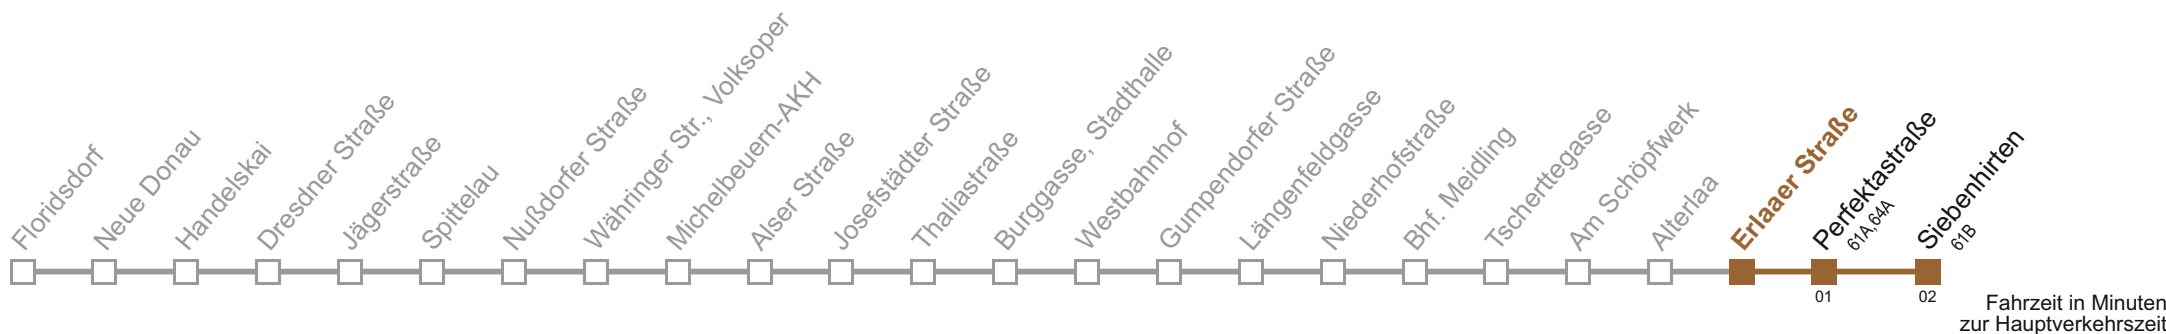 Floridsdorf
Neue Donau
Handelskai
Dresdner Straße
Jägerstraße
Spittelau
Nußdorfer Straße
Währinger Str., Volksoper
Michelbeuern-AKH
Alser Straße
Josefstädter Straße
Thaliastraße
Burggasse, Stadthalle
Westbahnhof
Gumpendorfer Straße
Längenfeldgasse
Niederhofstraße
Bhf. Meidling
Tscherttegasse
Am Schöpfwerk
Alterlaa
Erlaaer Straße
Perfektastraße
61A,64A
Siebenhirten
61B
01
02
Fahrzeit in Minuten
zur Hauptverkehrszeit